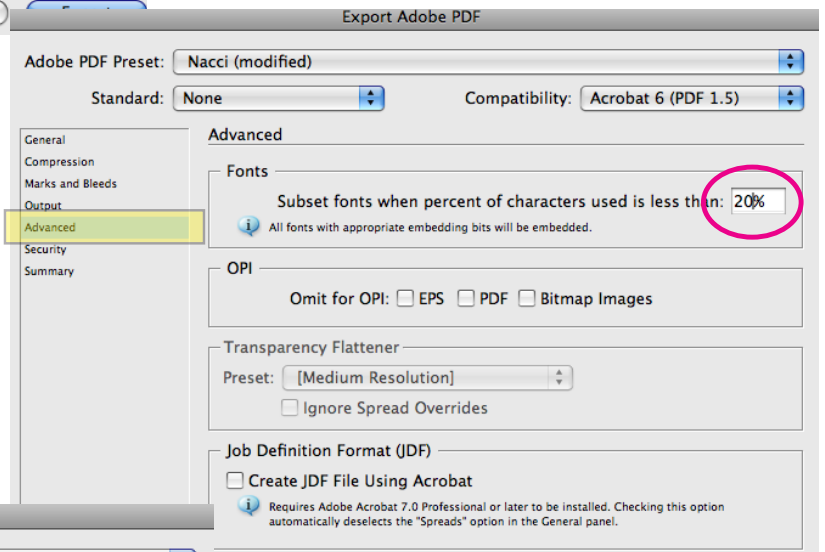 Export Adobe PDF
Adobe PDF Preset: Nacci (modified)
Standard: None Compatibility: Acrobat 6 (PDF 1.5)
General
Compression
Marks and Bleeds
Output
Advanced
Security
Summary
Advanced
Fonts
Subset fonts when percent of characters used is less than: 20%
All fonts with appropriate embedding bits will be embedded.
OPI
Omit for OPI: EPS PDF Bitmap Images
Transparency Flattener
Preset: [Medium Resolution]
Ignore Spread Overrides
Job Definition Format (JDF)
Create JDF File Using Acrobat
Requires Adobe Acrobat 7.0 Professional or later to be installed. Checking this option
automatically deselects the "Spreads" option in the General panel.